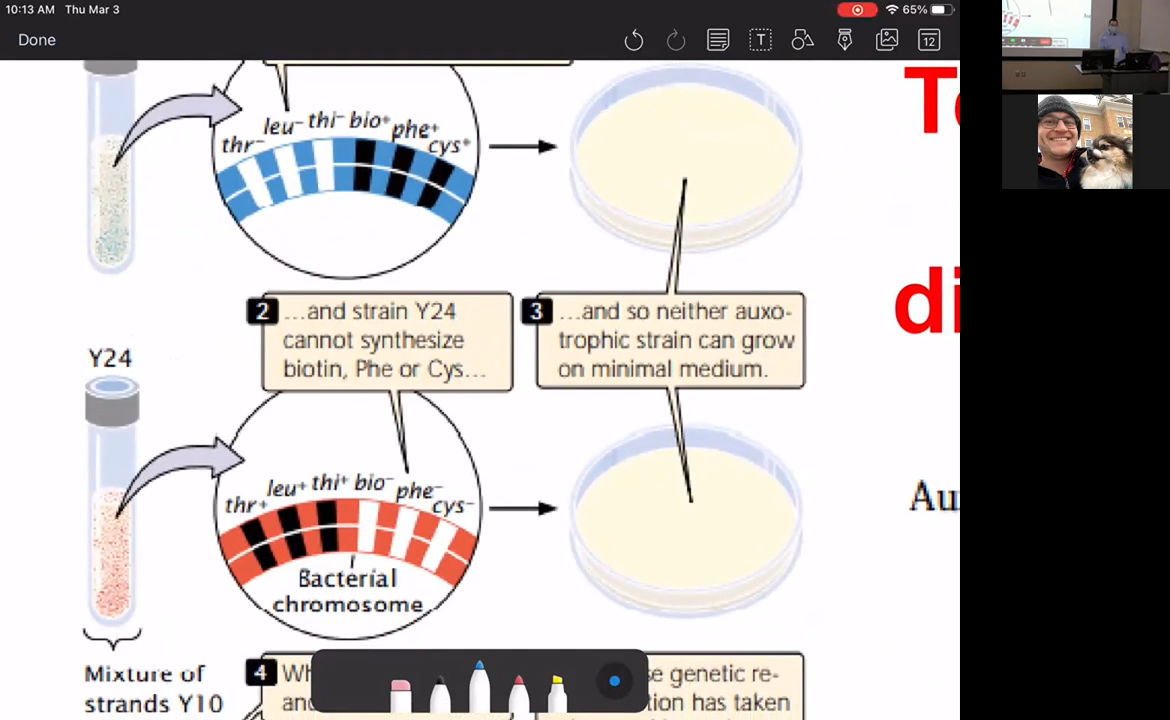 10:13 AM Thu Mar 3
65%
Done
T
12
thr⁻ leu⁻ thi⁻ bio⁺ phe⁺ cys⁺
di
2 ...and strain Y24
cannot synthesize
biotin, Phe or Cys...
3 ...and so neither auxo-
trophic strain can grow
on minimal medium.
Y24
thr⁺ leu⁺ thi⁺ bio⁻ phe⁻ cys⁻
Au
Bacterial
chromosome
Mixture of
strands Y10
4 Wh
an
se genetic re-
tion has taken